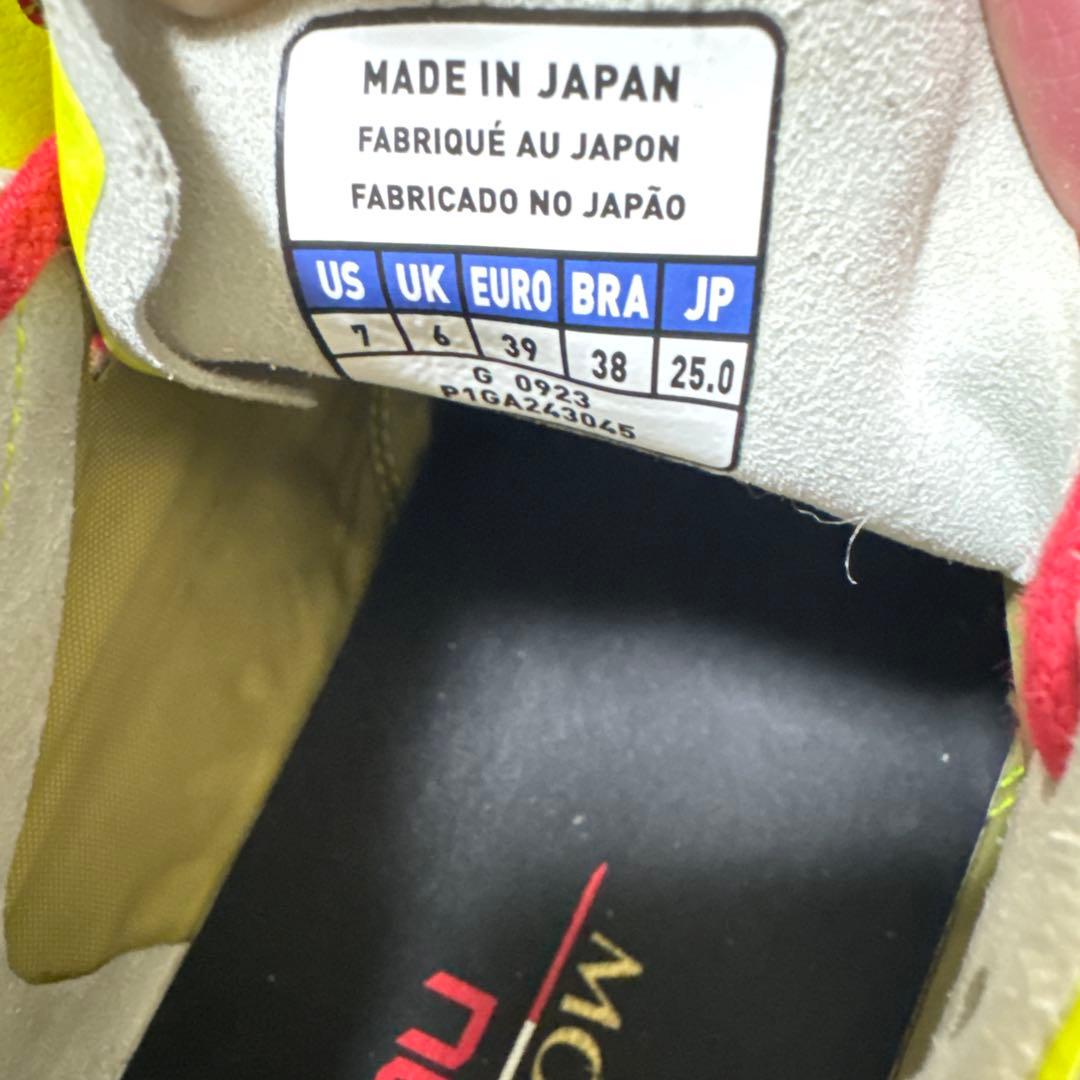 MADE IN JAPAN
FABRIQUÉ AU JAPON
FABRICADO NO JAPÃO
US UK EURO BRA JP
7 6 39 38 25.0
G 0923
P1GA243045
MO